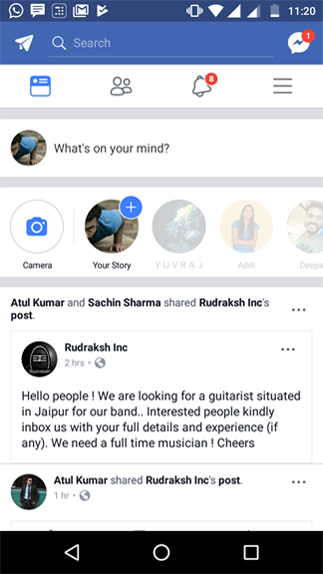 11:20
Search
1
8
What's on your mind?
Camera
Your Story
Y U V R A J
Aditi
Deepa
Atul Kumar and Sachin Sharma shared Rudraksh Inc's
post.
Rudraksh Inc
2 hrs
Hello people ! We are looking for a guitarist situated
in Jaipur for our band.. Interested people kindly
inbox us with your full details and experience (if
any). We need a full time musician ! Cheers
Atul Kumar shared Rudraksh Inc's post.
1 hr